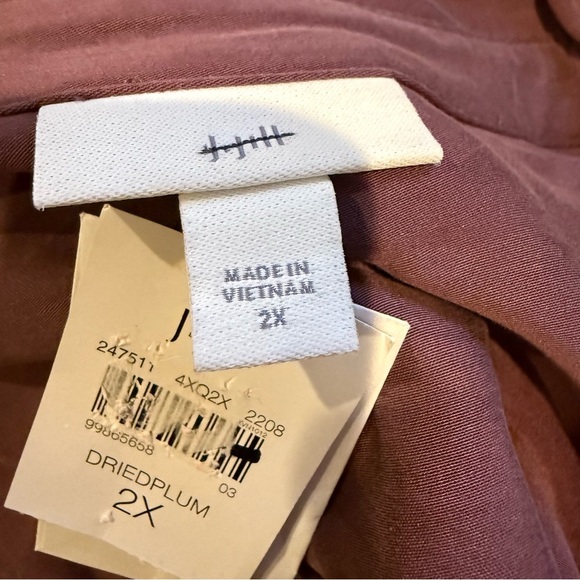 J.Jill
MADE IN
VIETNAM
2X
J
247511 4XQ2X 2208
99865658 03
DRIEDPLUM
2X